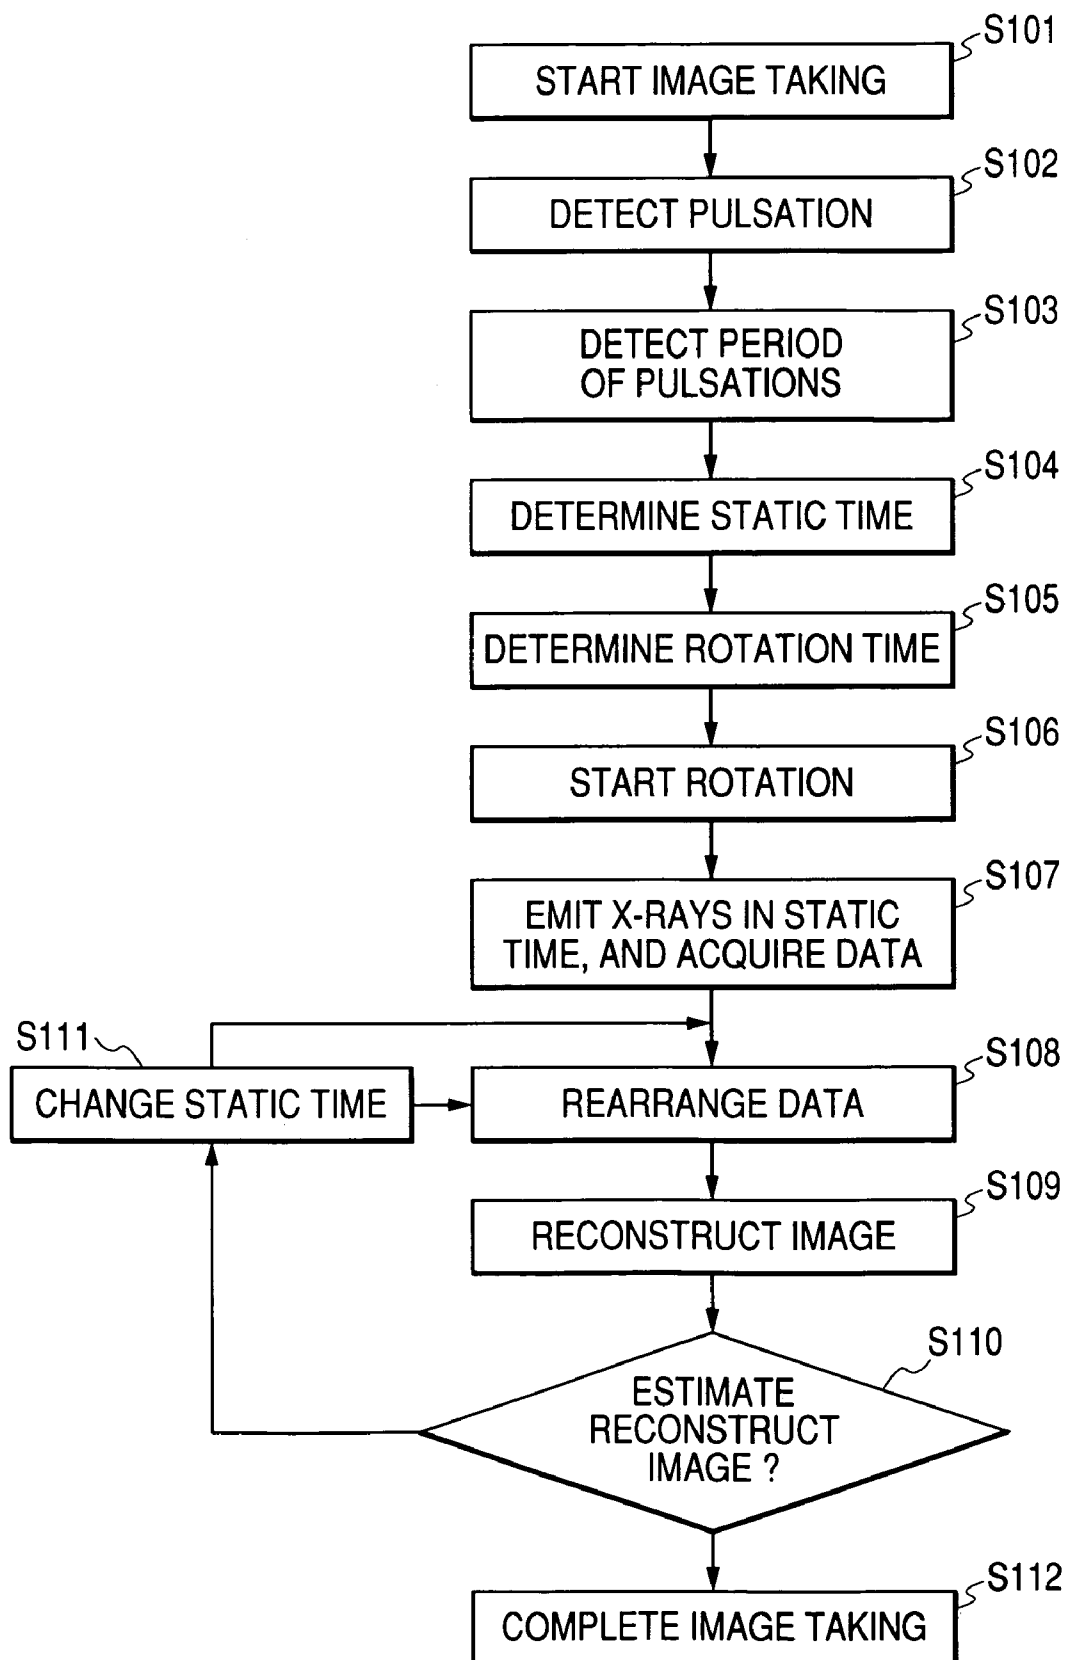 S101
START IMAGE TAKING
S102
DETECT PULSATION
S103
DETECT PERIOD
OF PULSATIONS
S104
DETERMINE STATIC TIME
S105
DETERMINE ROTATION TIME
S106
START ROTATION
S107
EMIT X-RAYS IN STATIC
TIME, AND ACQUIRE DATA
S111
CHANGE STATIC TIME
S108
REARRANGE DATA
S109
RECONSTRUCT IMAGE
S110
ESTIMATE
RECONSTRUCT
IMAGE ?
S112
COMPLETE IMAGE TAKING